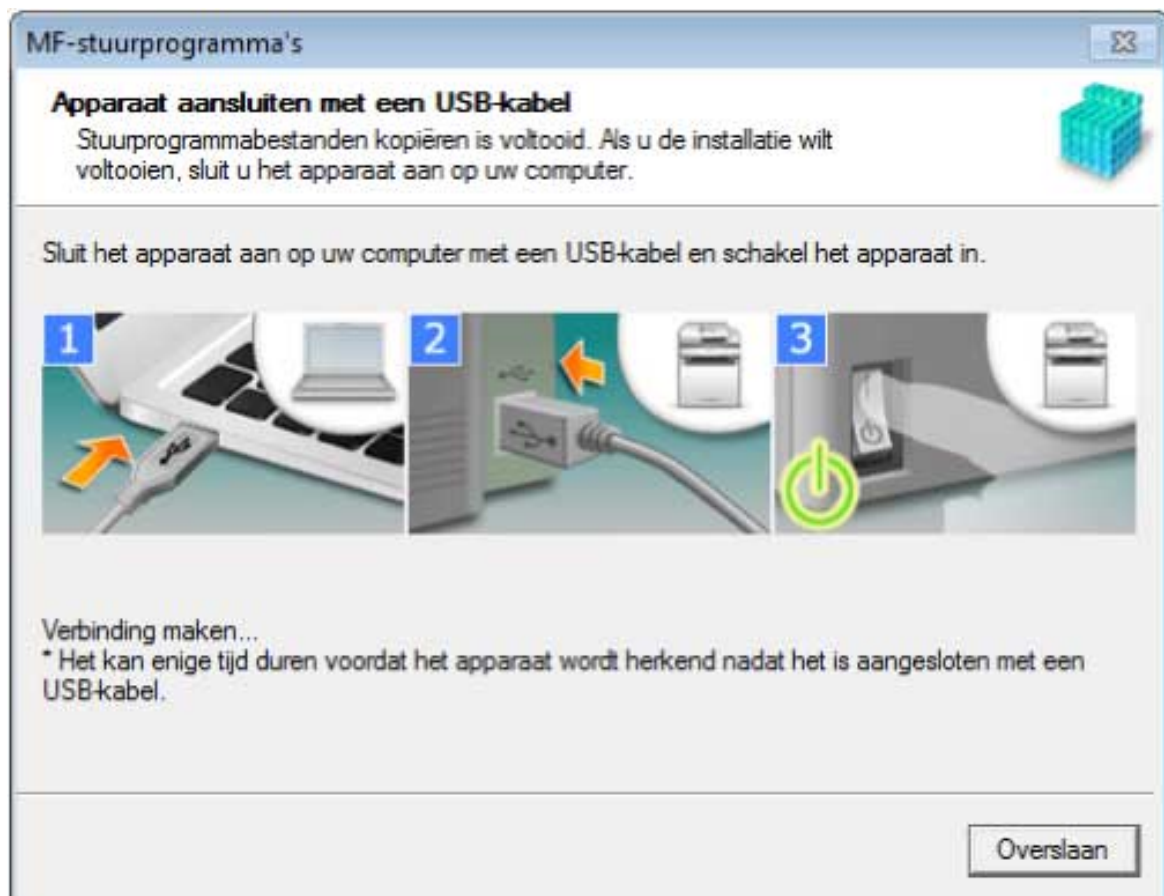 MF-stuurprogramma's
Apparaat aansluiten met een USB-kabel
Stuurprogrammabestanden kopiëren is voltooid. Als u de installatie wilt
voltooien, sluit u het apparaat aan op uw computer.
Sluit het apparaat aan op uw computer met een USB-kabel en schakel het apparaat in.
1
2
3
Verbinding maken...
* Het kan enige tijd duren voordat het apparaat wordt herkend nadat het is aangesloten met een
USB-kabel.
Overslaan